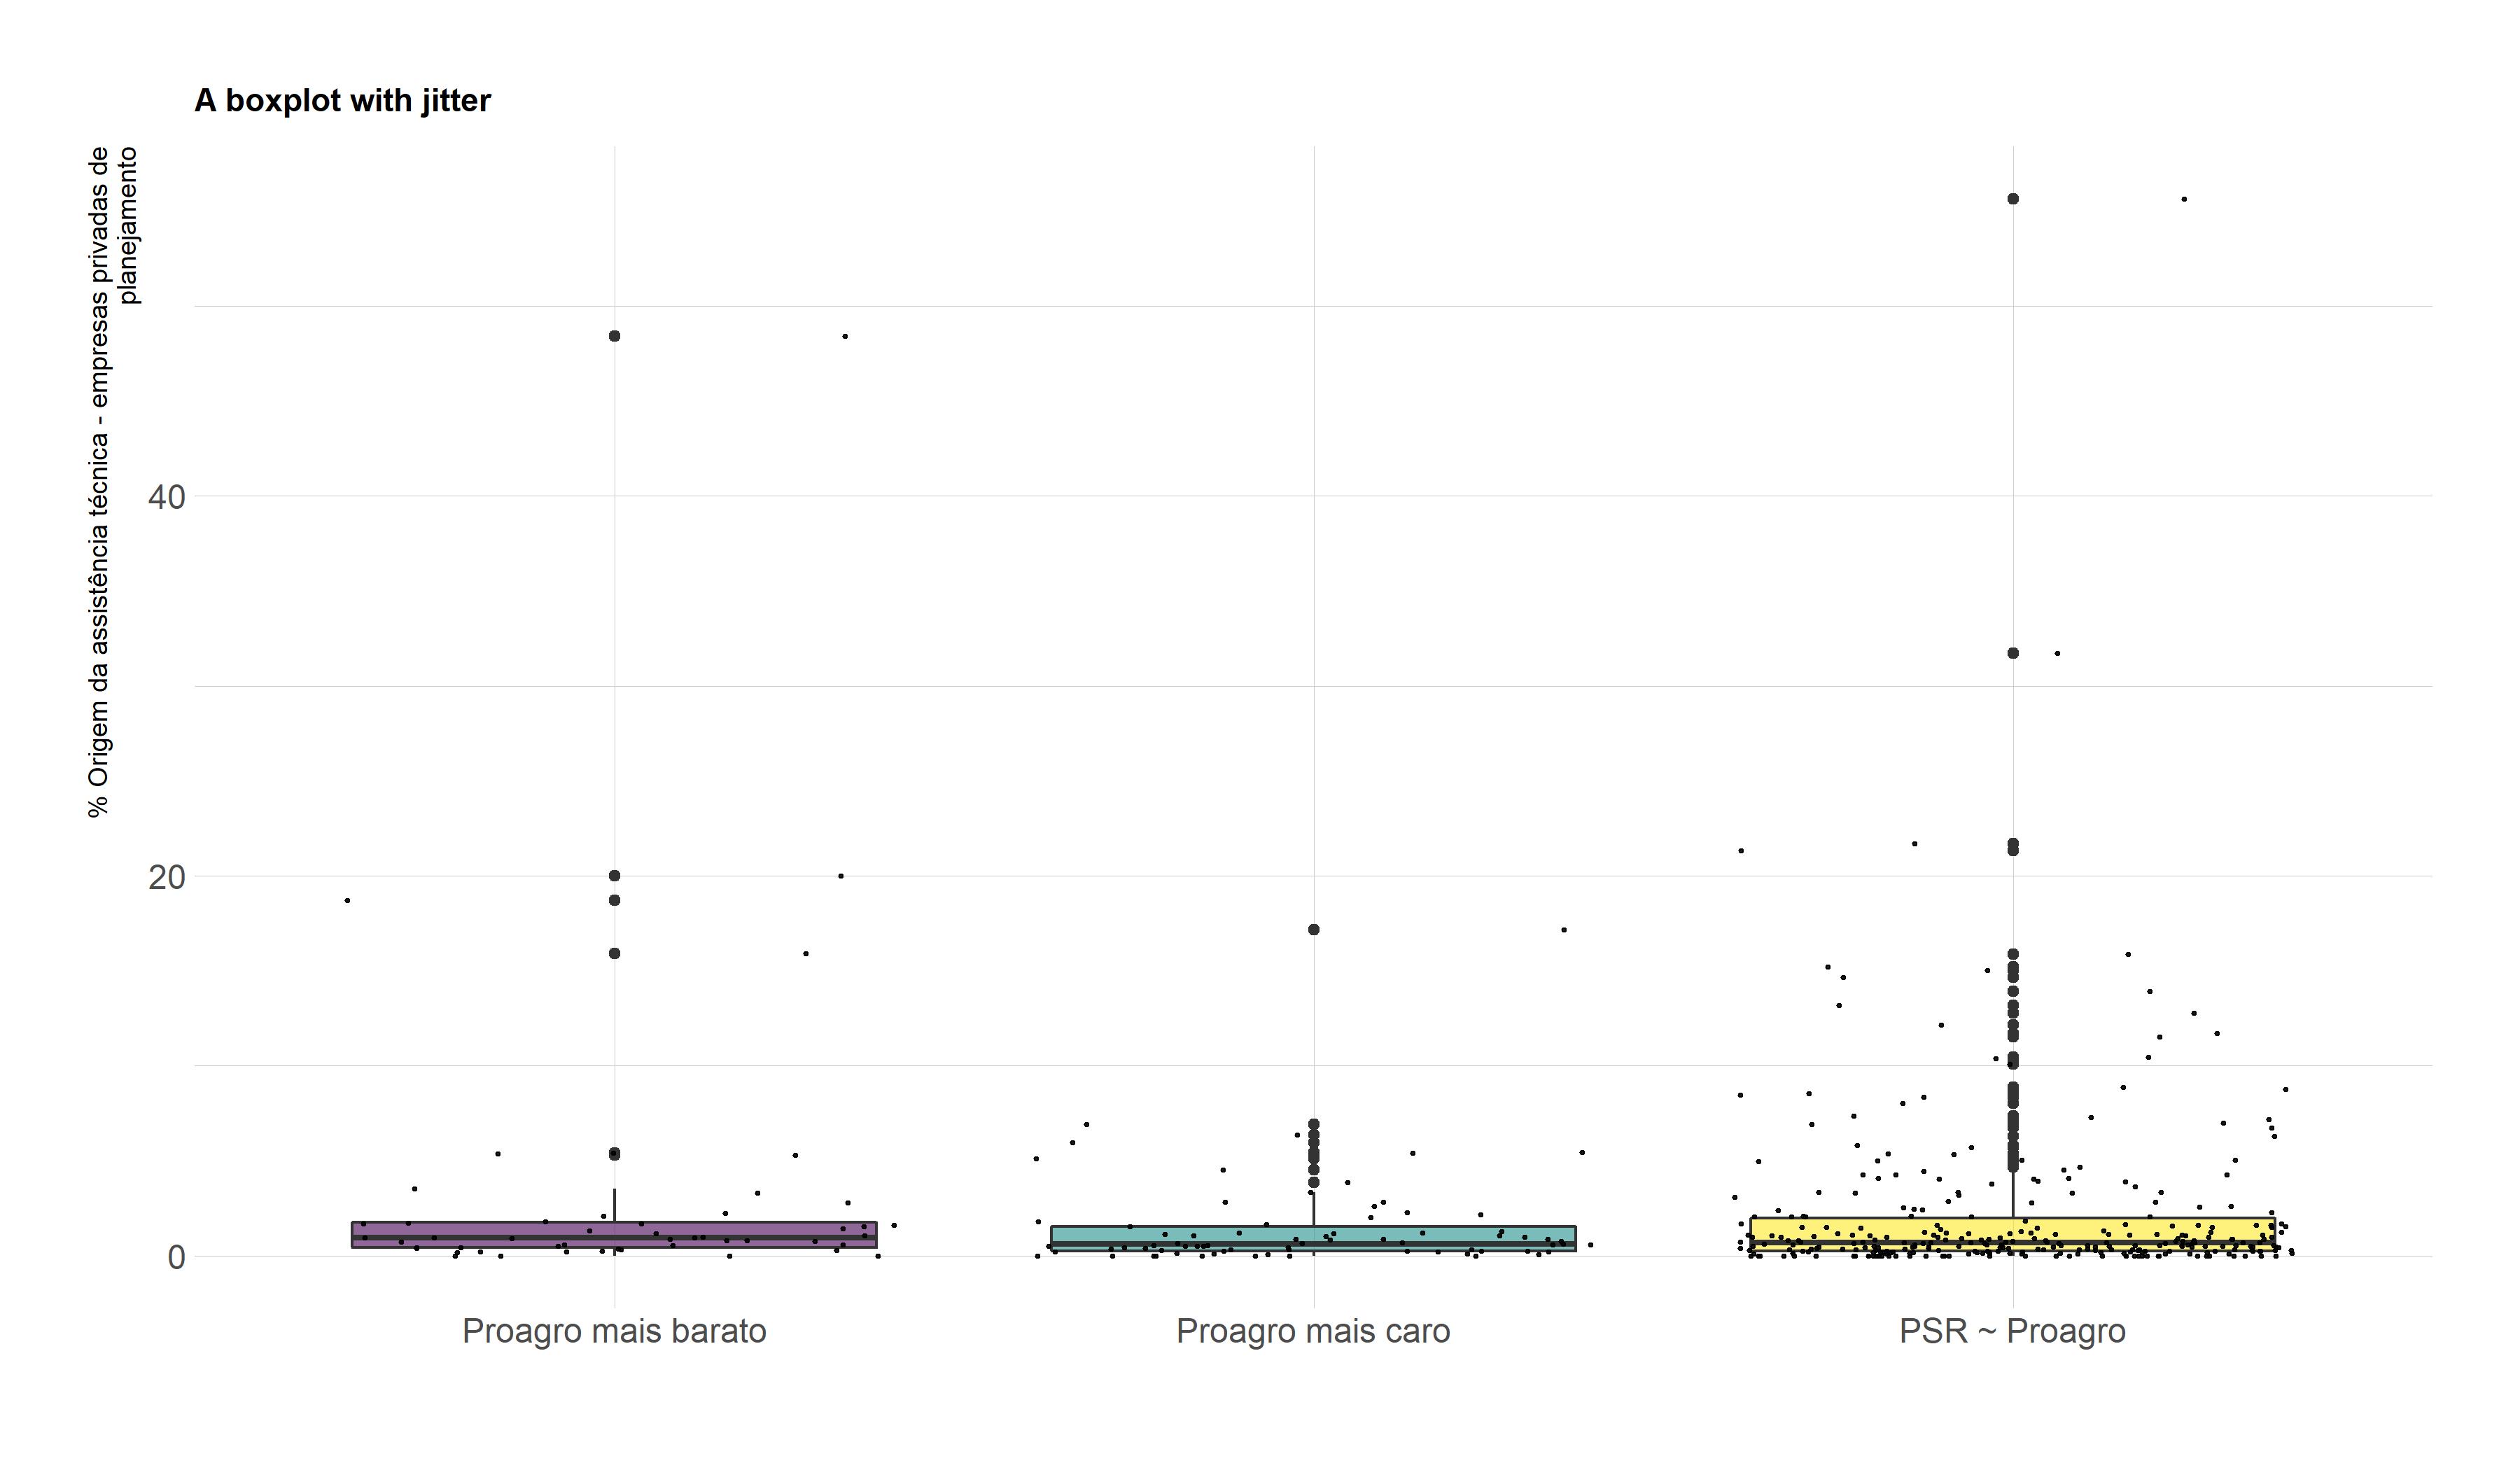 A boxplot with jitter
% Origem da assistência técnica - empresas privadas de
planejamento
40
20
0
Proagro mais barato
Proagro mais caro
PSR ~ Proagro